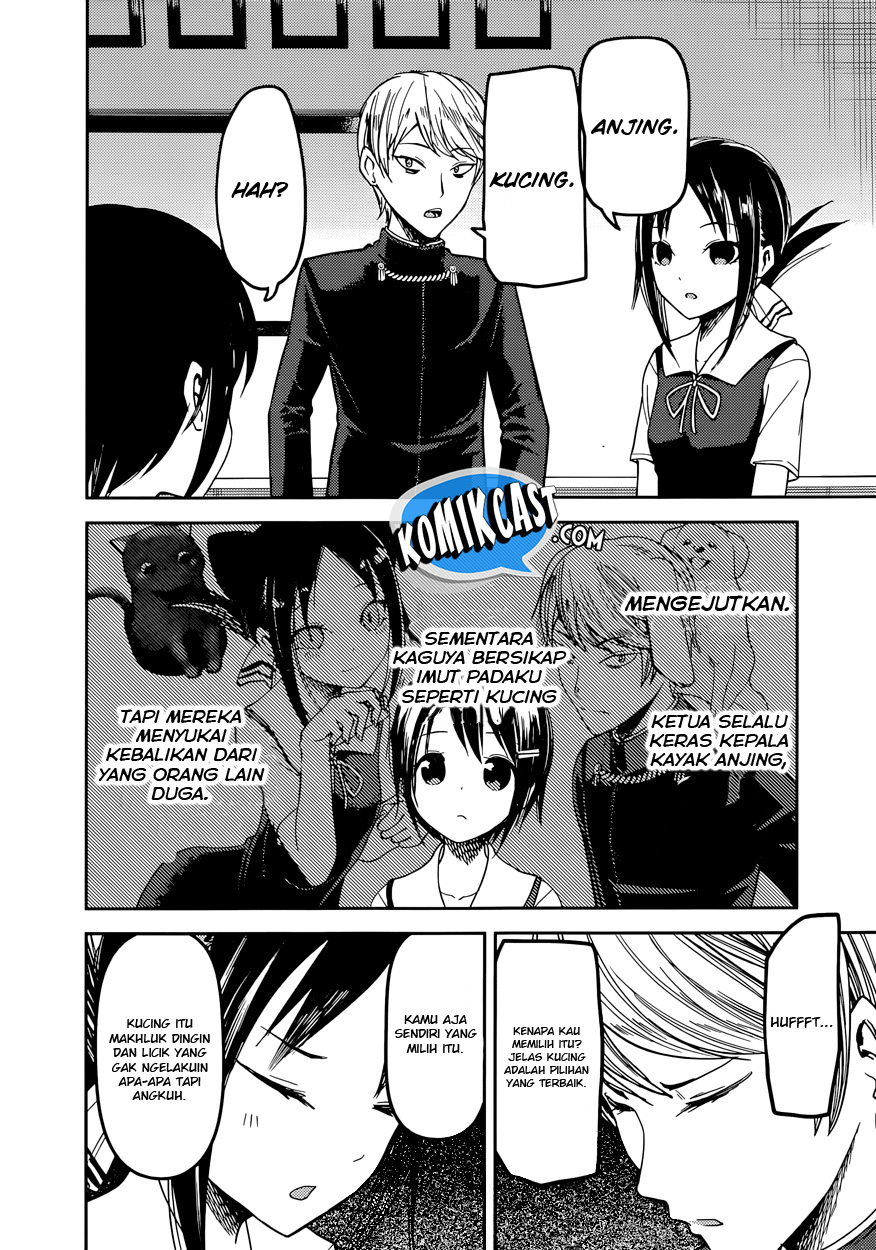 ANJING.
KUCING.
HAH?
KOMIKCAST
.COM
MENGEJUTKAN.
KETUA SELALU
KERAS KEPALA
KAYAK ANJING,
SEMENTARA
KAGUYA BERSIKAP
IMUT PADAKU
SEPERTI KUCING
TAPI MEREKA
MENYUKAI
KEBALIKAN DARI
YANG ORANG LAIN
DUGA.
HUFFFT...
KENAPA KAU
MEMILIH ITU?
JELAS KUCING
ADALAH PILIHAN
YANG TERBAIK.
KAMU AJA
SENDIRI YANG
MILIH ITU.
KUCING ITU
MAKHLUK DINGIN
DAN LICIK YANG
GAK NGELAKUIN
APA-APA TAPI
ANGKUH.